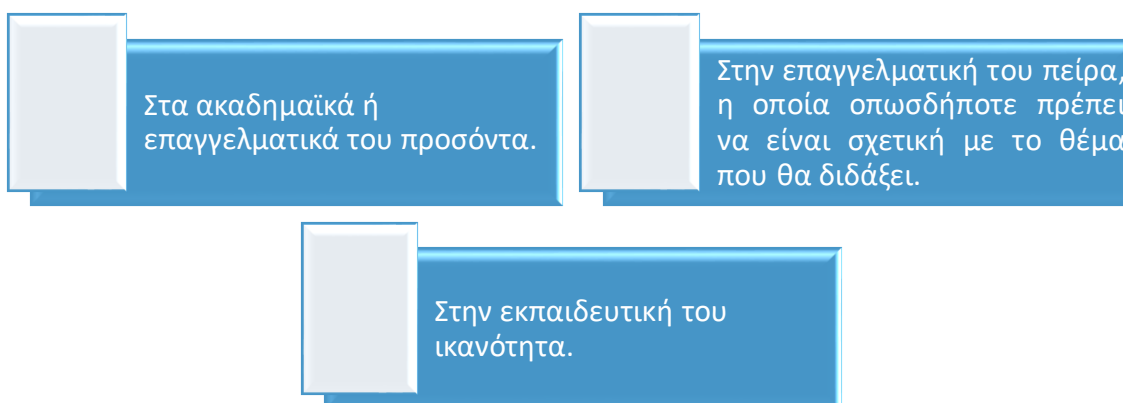 Στα ακαδημαϊκά ή
επαγγελματικά του προσόντα.
Στην επαγγελματική του πείρα,
η οποία οπωσδήποτε πρέπει
να είναι σχετική με το θέμα
που θα διδάξει.
Στην εκπαιδευτική του
ικανότητα.